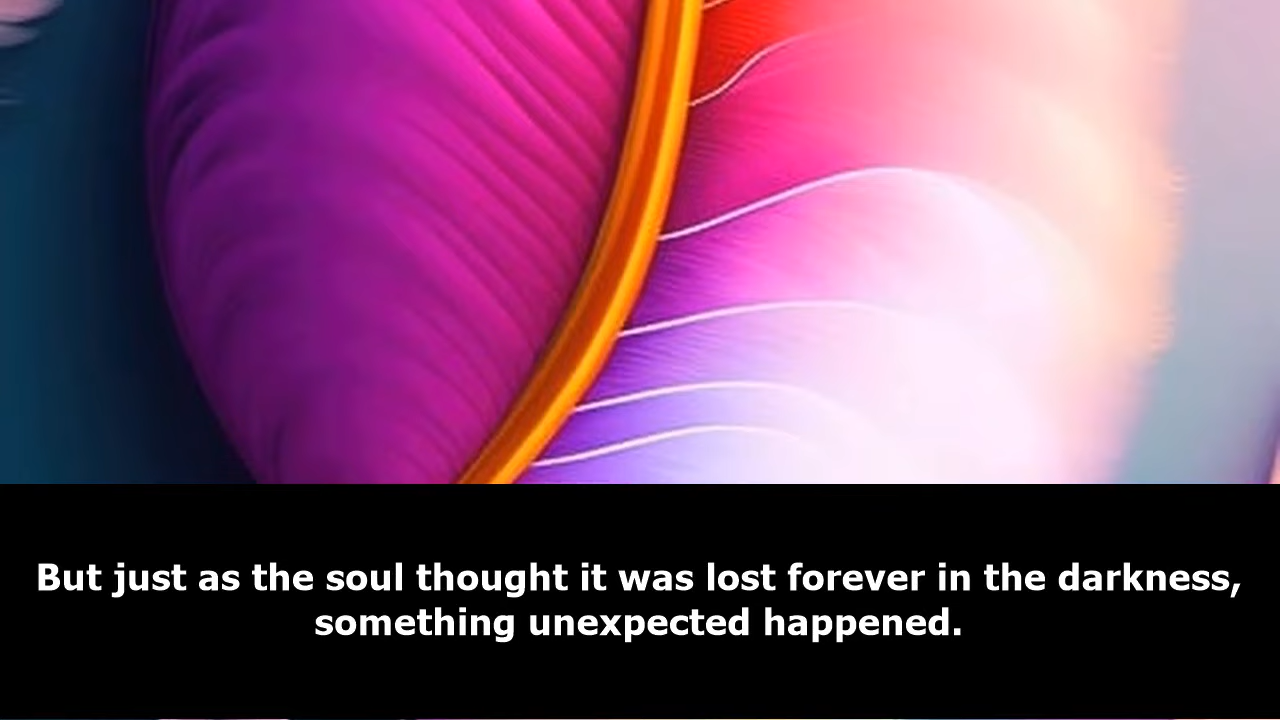 But just as the soul thought it was lost forever in the darkness,
something unexpected happened.